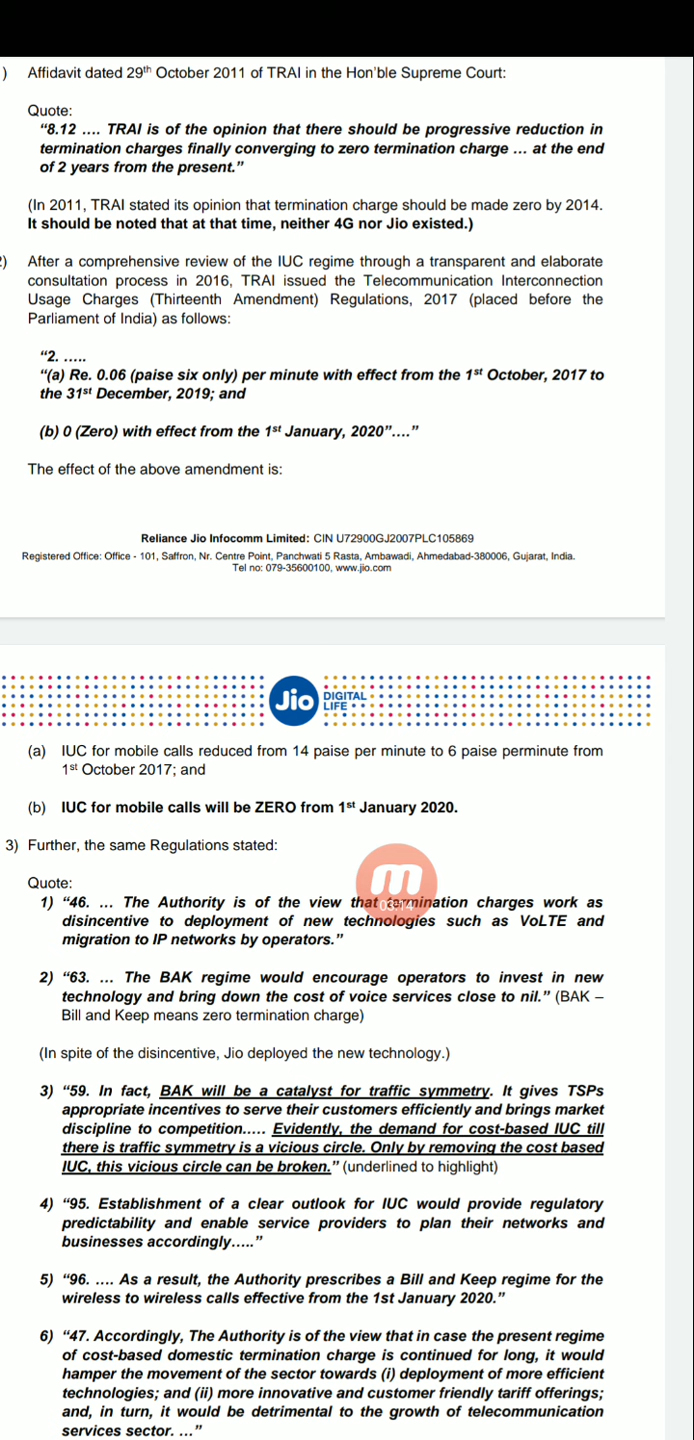 ) Affidavit dated 29th October 2011 of TRAI in the Hon'ble Supreme Court:
Quote:
“8.12 .... TRAI is of the opinion that there should be progressive reduction in
termination charges finally converging to zero termination charge ... at the end
of 2 years from the present.”
(In 2011, TRAI stated its opinion that termination charge should be made zero by 2014.
It should be noted that at that time, neither 4G nor Jio existed.)
2) After a comprehensive review of the IUC regime through a transparent and elaborate
consultation process in 2016, TRAI issued the Telecommunication Interconnection
Usage Charges (Thirteenth Amendment) Regulations, 2017 (placed before the
Parliament of India) as follows:
“2. .....
“(a) Re. 0.06 (paise six only) per minute with effect from the 1st October, 2017 to
the 31st December, 2019; and
(b) 0 (Zero) with effect from the 1st January, 2020”....”
The effect of the above amendment is:
Reliance Jio Infocomm Limited: CIN U72900GJ2007PLC105869
Registered Office: Office - 101, Saffron, Nr. Centre Point, Panchwati 5 Rasta, Ambawadi, Ahmedabad-380006, Gujarat, India.
Tel no: 079-35600100, www.jio.com
Jio DIGITAL
LIFE
(a) IUC for mobile calls reduced from 14 paise per minute to 6 paise perminute from
1st October 2017; and
(b) IUC for mobile calls will be ZERO from 1st January 2020.
3) Further, the same Regulations stated:
Quote:
1) “46. ... The Authority is of the view that termination charges work as
disincentive to deployment of new technologies such as VoLTE and
migration to IP networks by operators.”
03:14
2) “63. ... The BAK regime would encourage operators to invest in new
technology and bring down the cost of voice services close to nil.” (BAK –
Bill and Keep means zero termination charge)
(In spite of the disincentive, Jio deployed the new technology.)
3) “59. In fact, BAK will be a catalyst for traffic symmetry. It gives TSPs
appropriate incentives to serve their customers efficiently and brings market
discipline to competition..... Evidently, the demand for cost-based IUC till
there is traffic symmetry is a vicious circle. Only by removing the cost based
IUC, this vicious circle can be broken.” (underlined to highlight)
4) “95. Establishment of a clear outlook for IUC would provide regulatory
predictability and enable service providers to plan their networks and
businesses accordingly.....”
5) “96. .... As a result, the Authority prescribes a Bill and Keep regime for the
wireless to wireless calls effective from the 1st January 2020.”
6) “47. Accordingly, The Authority is of the view that in case the present regime
of cost-based domestic termination charge is continued for long, it would
hamper the movement of the sector towards (i) deployment of more efficient
technologies; and (ii) more innovative and customer friendly tariff offerings;
and, in turn, it would be detrimental to the growth of telecommunication
services sector. ...”